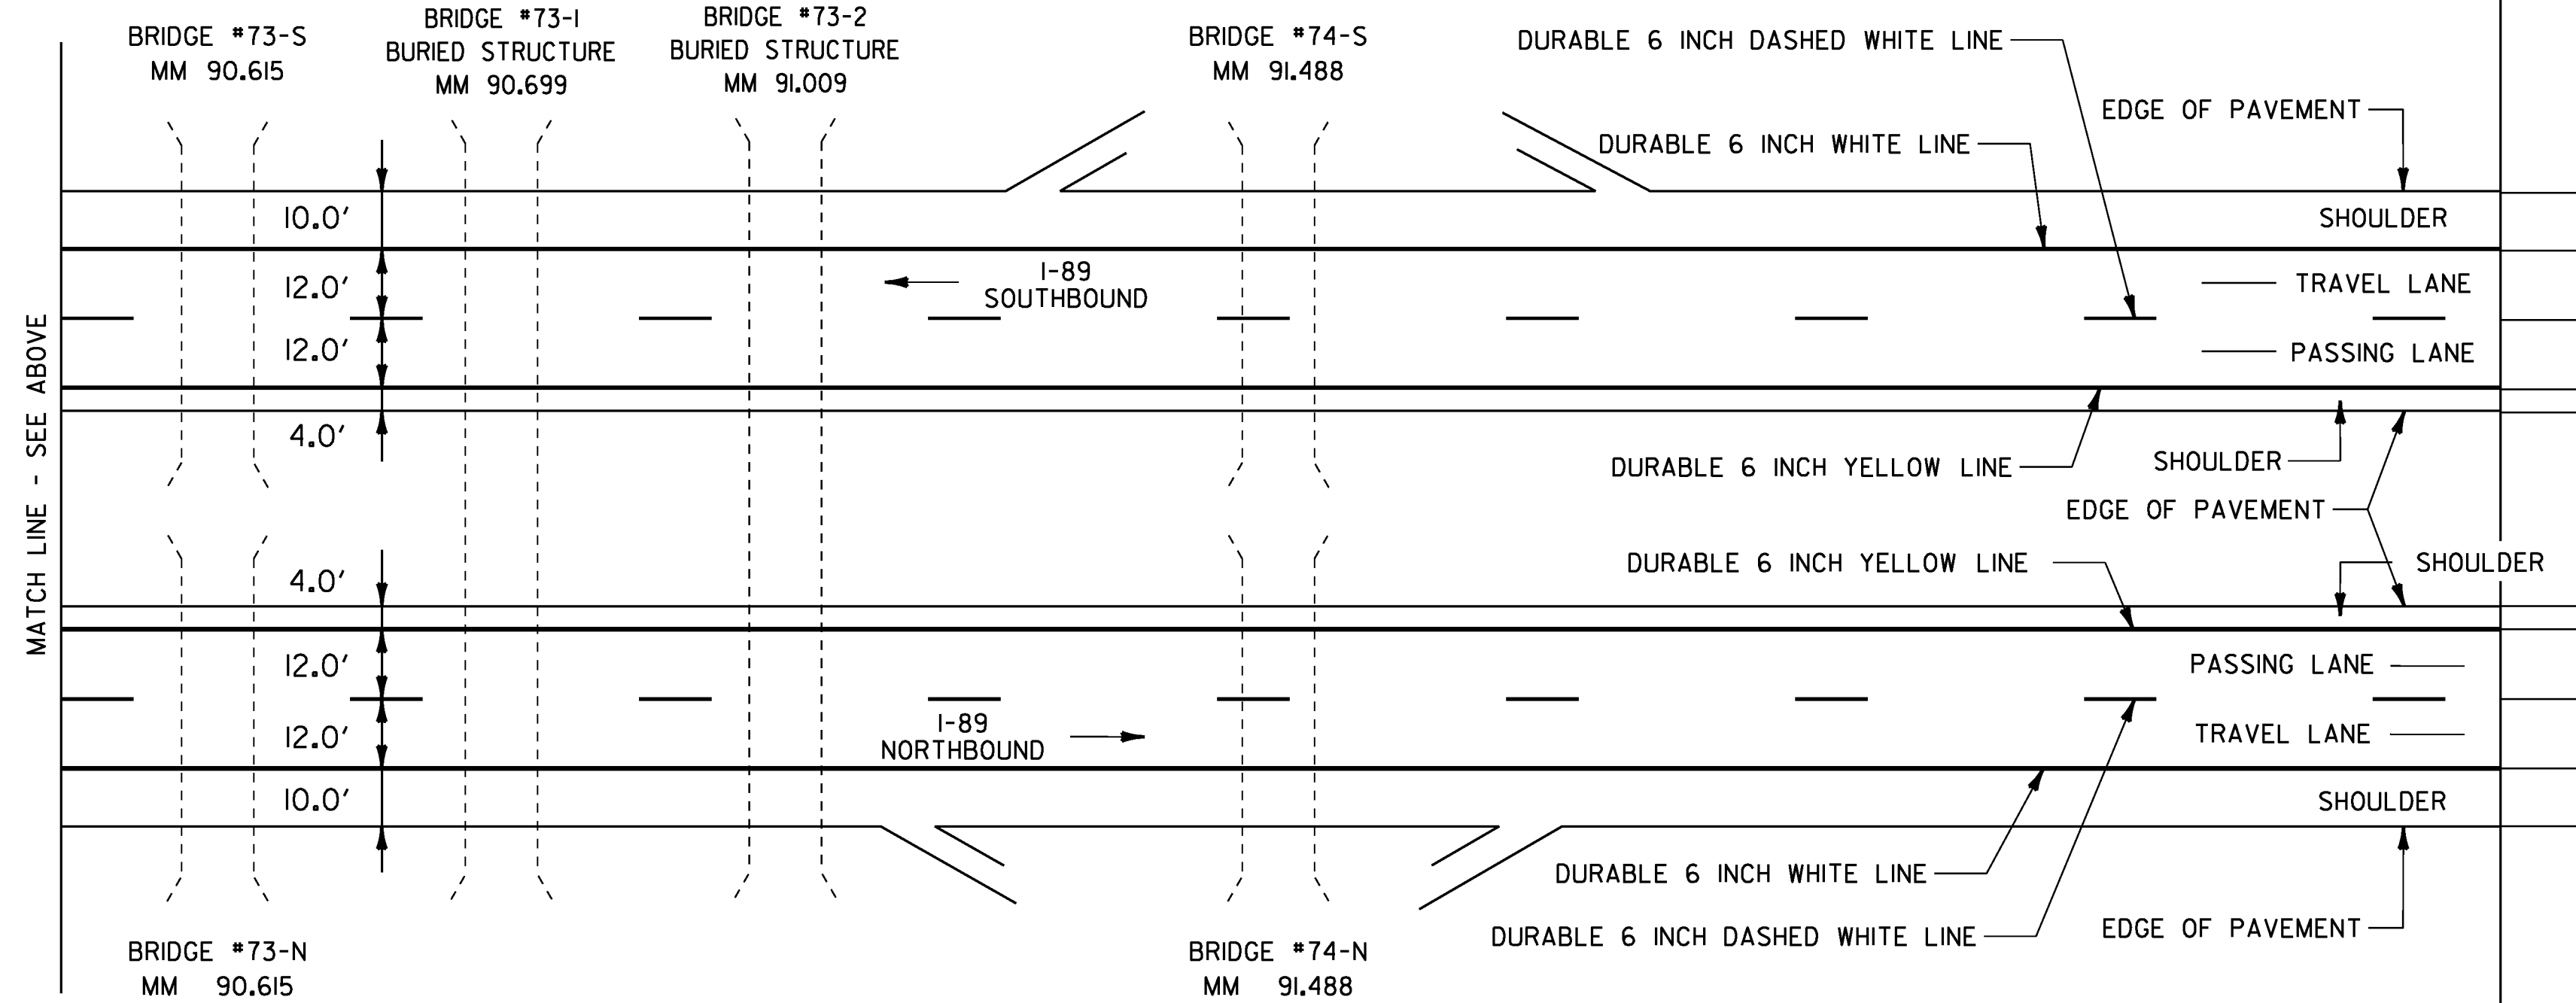 BRIDGE #73-S
MM 90.615
BRIDGE #73-1
BURIED STRUCTURE
MM 90.699
BRIDGE #73-2
BURIED STRUCTURE
MM 91.009
BRIDGE #74-S
MM 91.488
DURABLE 6 INCH DASHED WHITE LINE
EDGE OF PAVEMENT
DURABLE 6 INCH WHITE LINE
10.0'
SHOULDER
12.0'
I-89
SOUTHBOUND
TRAVEL LANE
12.0'
PASSING LANE
4.0'
MATCH LINE - SEE ABOVE
DURABLE 6 INCH YELLOW LINE
SHOULDER
EDGE OF PAVEMENT
DURABLE 6 INCH YELLOW LINE
SHOULDER
4.0'
12.0'
PASSING LANE
12.0'
I-89
NORTHBOUND
TRAVEL LANE
10.0'
SHOULDER
DURABLE 6 INCH WHITE LINE
DURABLE 6 INCH DASHED WHITE LINE
EDGE OF PAVEMENT
BRIDGE #73-N
MM 90.615
BRIDGE #74-N
MM 91.488